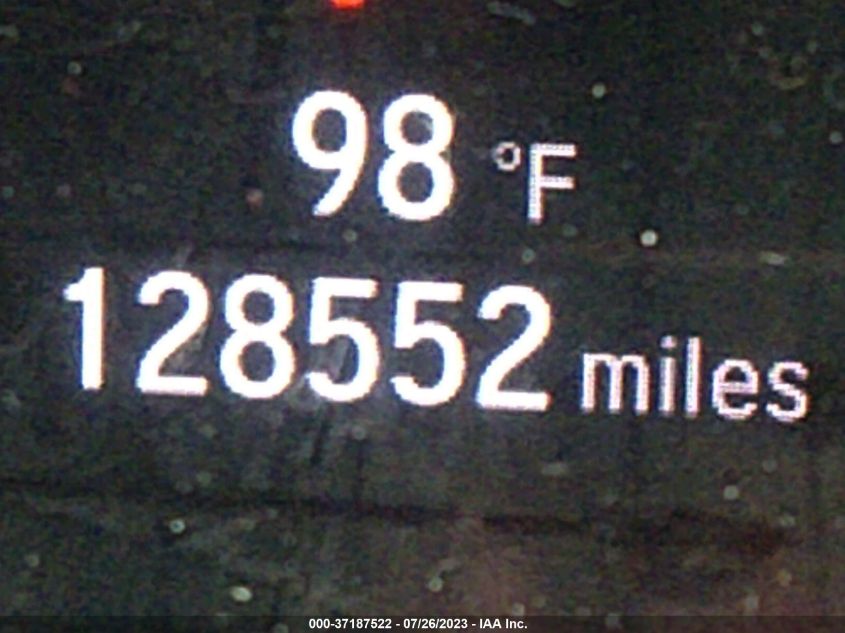 98 °F
128552 miles
000-37187522 - 07/26/2023 - IAA Inc.